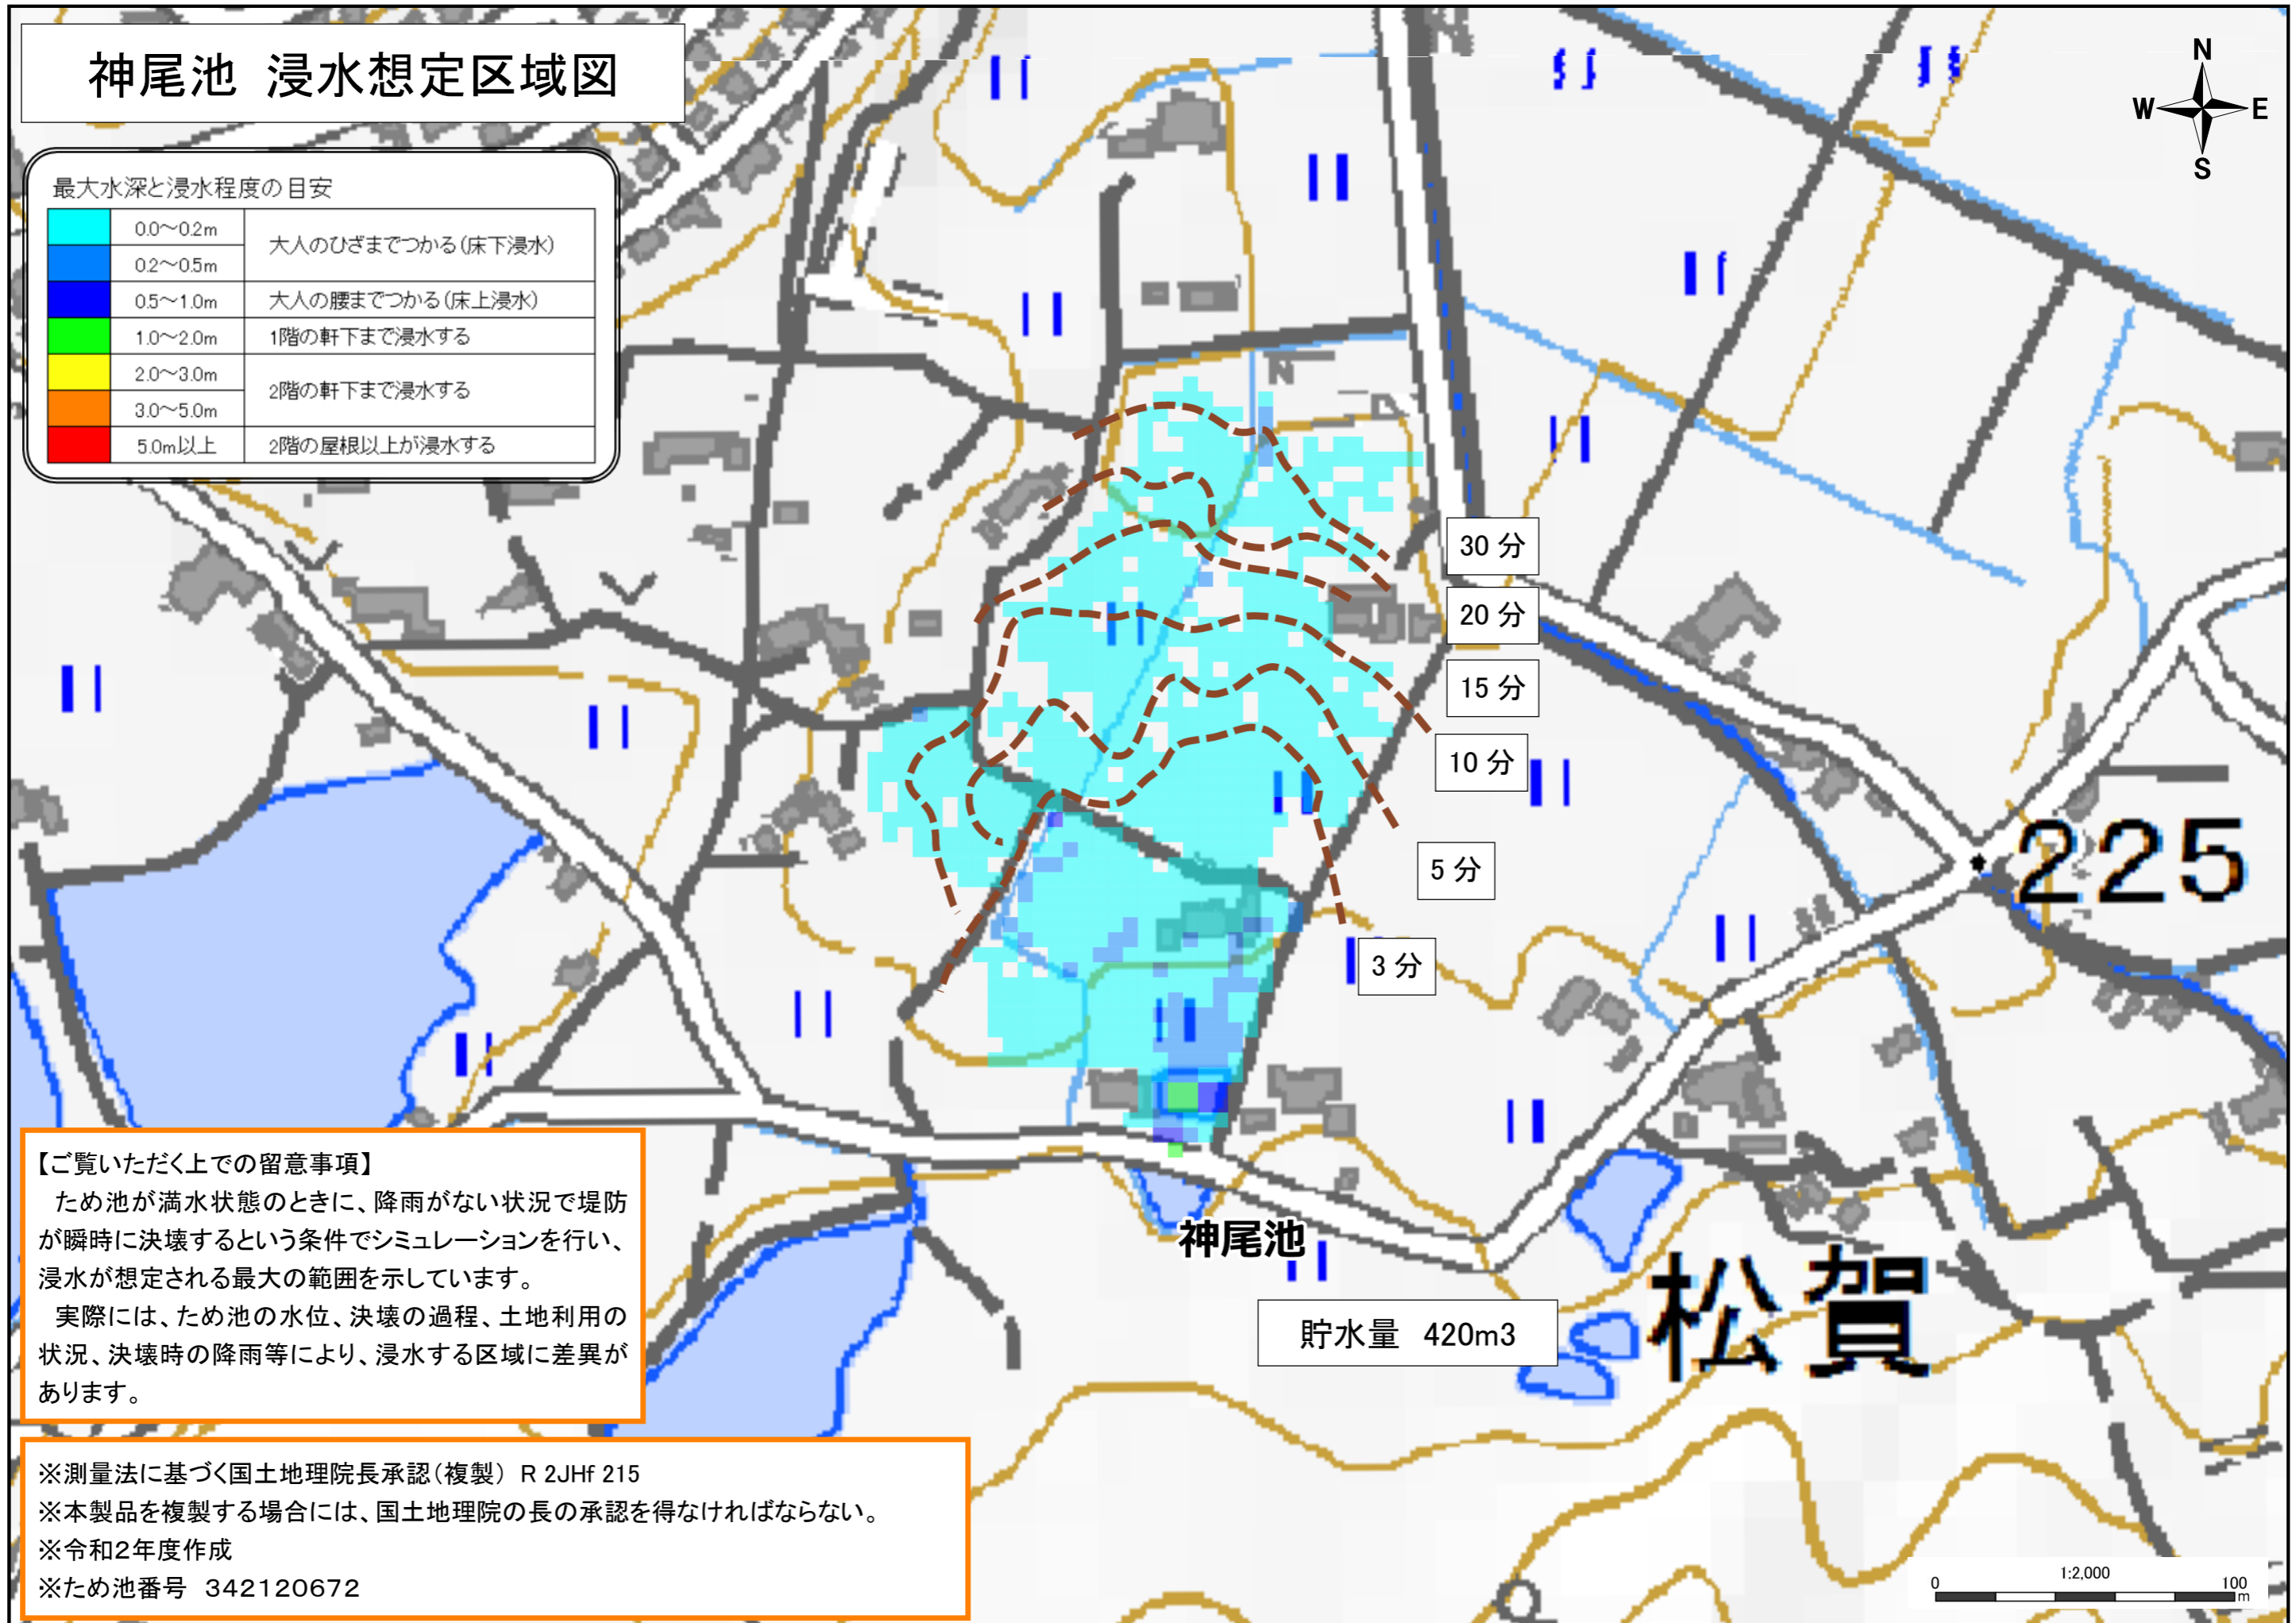 神尾池 浸水想定区域図
N
W E
S
最大水深と浸水程度の目安
0.0～0.2m
大人のひざまでつかる(床下浸水)
0.2～0.5m
0.5～1.0m 大人の腰までつかる(床上浸水)
1.0～2.0m 1階の軒下まで浸水する
2.0～3.0m
2階の軒下まで浸水する
3.0～5.0m
5.0m以上 2階の屋根以上が浸水する
30 分
20 分
15 分
10 分
5 分
3 分
225
神尾池
松賀
貯水量 420m3
【ご覧いただく上での留意事項】
ため池が満水状態のときに、降雨がない状況で堤防
が瞬時に決壊するという条件でシミュレーションを行い、
浸水が想定される最大の範囲を示しています。
実際には、ため池の水位、決壊の過程、土地利用の
状況、決壊時の降雨等により、浸水する区域に差異が
あります。
※測量法に基づく国土地理院長承認(複製) R 2JHf 215
※本製品を複製する場合には、国土地理院の長の承認を得なければならない。
※令和2年度作成
※ため池番号 342120672
1:2,000
0 100
m